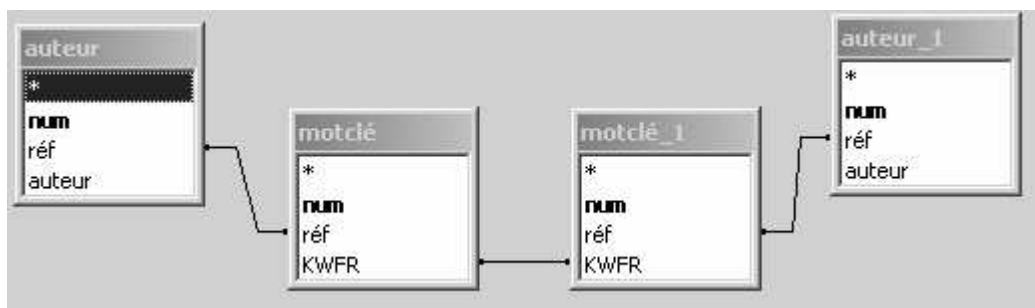 auteur
*
num
réf
auteur
motclé
*
num
réf
KWFR
motclé_1
*
num
réf
KWFR
auteur_1
*
num
réf
auteur